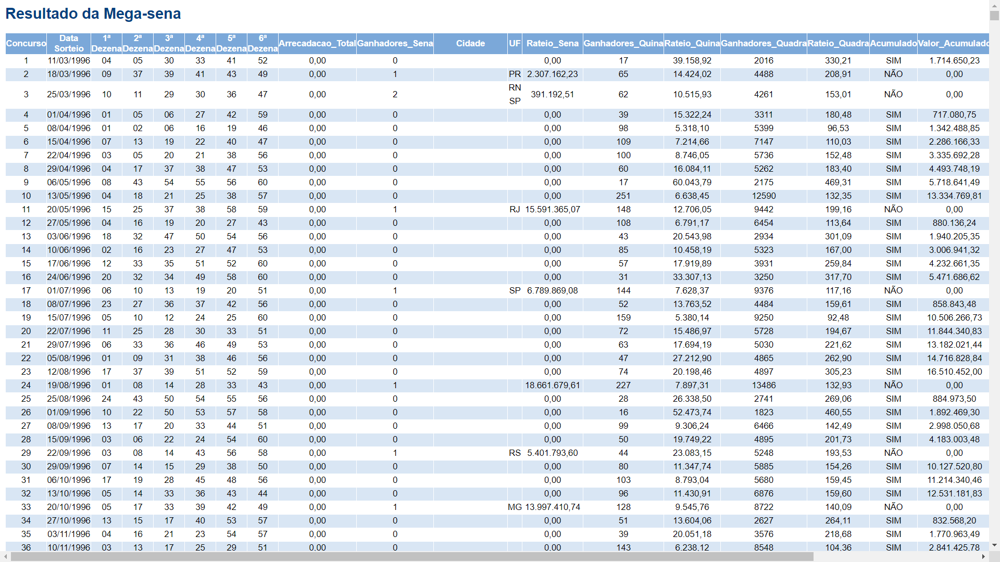 Resultado da Mega-sena
Concurso Data Sorteio 1ª Dezena 2ª Dezena 3ª Dezena 4ª Dezena 5ª Dezena 6ª Dezena Arrecadacao_Total Ganhadores_Sena Cidade UF Rateio_Sena Ganhadores_Quina Rateio_Quina Ganhadores_Quadra Rateio_Quadra Acumulado Valor_Acumulado
1 11/03/1996 04 05 30 33 41 52 0,00 0 0,00 17 39.158,92 2016 330,21 SIM 1.714.650,23
2 18/03/1996 09 37 39 41 43 49 0,00 1 PR 2.307.162,23 65 14.424,02 4488 208,91 NÃO 0,00
3 25/03/1996 10 11 29 30 36 47 0,00 2 RN SP 391.192,51 62 10.515,93 4261 153,01 NÃO 0,00
4 01/04/1996 01 05 06 27 42 59 0,00 0 0,00 39 15.322,24 3311 180,48 SIM 717.080,75
5 08/04/1996 01 02 06 16 19 46 0,00 0 0,00 98 5.318,10 5399 96,53 SIM 1.342.488,85
6 15/04/1996 07 13 19 22 40 47 0,00 0 0,00 109 7.214,66 7147 110,03 SIM 2.286.166,33
7 22/04/1996 03 05 20 21 38 56 0,00 0 0,00 100 8.746,05 5736 152,48 SIM 3.335.692,28
8 29/04/1996 04 17 37 38 47 53 0,00 0 0,00 60 16.084,11 5262 183,40 SIM 4.493.748,19
9 06/05/1996 08 43 54 55 56 60 0,00 0 0,00 17 60.043,79 2175 469,31 SIM 5.718.641,49
10 13/05/1996 04 18 21 25 38 57 0,00 0 0,00 251 6.638,45 12590 132,35 SIM 13.334.769,81
11 20/05/1996 15 25 37 38 58 59 0,00 1 RJ 15.591.365,07 148 12.706,05 9442 199,16 NÃO 0,00
12 27/05/1996 04 16 19 20 27 43 0,00 0 0,00 108 6.791,17 6454 113,64 SIM 880.136,24
13 03/06/1996 18 32 47 50 54 56 0,00 0 0,00 43 20.543,98 2934 301,09 SIM 1.940.205,35
14 10/06/1996 02 16 23 27 47 53 0,00 0 0,00 85 10.458,19 5323 167,00 SIM 3.006.941,32
15 17/06/1996 12 33 35 51 52 60 0,00 0 0,00 57 17.919,89 3931 259,84 SIM 4.232.661,35
16 24/06/1996 20 32 34 49 58 60 0,00 0 0,00 31 33.307,13 3250 317,70 SIM 5.471.686,62
17 01/07/1996 06 10 13 19 20 51 0,00 1 SP 6.789.869,08 144 7.628,37 9376 117,16 NÃO 0,00
18 08/07/1996 23 27 36 37 42 56 0,00 0 0,00 52 13.763,52 4484 159,61 SIM 858.843,48
19 15/07/1996 05 10 12 24 25 60 0,00 0 0,00 159 5.380,14 9250 92,48 SIM 10.506.266,73
20 22/07/1996 11 25 28 30 33 51 0,00 0 0,00 72 15.486,97 5728 194,67 SIM 11.844.340,83
21 29/07/1996 06 33 36 46 49 53 0,00 0 0,00 63 17.694,19 5030 221,62 SIM 13.182.021,44
22 05/08/1996 01 09 31 38 46 56 0,00 0 0,00 47 27.212,90 4865 262,90 SIM 14.716.828,84
23 12/08/1996 17 37 39 51 52 59 0,00 0 0,00 74 20.198,46 4897 305,23 SIM 16.510.452,00
24 19/08/1996 01 08 14 28 33 43 0,00 1 18.661.679,61 227 7.897,31 13486 132,93 NÃO 0,00
25 25/08/1996 24 43 50 54 55 56 0,00 0 0,00 28 26.338,50 2741 269,06 SIM 884.973,50
26 01/09/1996 10 22 50 53 57 58 0,00 0 0,00 16 52.473,74 1823 460,55 SIM 1.892.469,30
27 08/09/1996 13 17 20 33 44 51 0,00 0 0,00 99 9.306,24 6466 142,49 SIM 2.998.050,68
28 15/09/1996 03 06 22 24 54 60 0,00 0 0,00 50 19.749,22 4895 201,73 SIM 4.183.003,48
29 22/09/1996 03 08 14 43 56 58 0,00 1 RS 5.401.793,60 44 23.083,15 5248 193,53 NÃO 0,00
30 29/09/1996 07 14 15 29 38 50 0,00 0 0,00 80 11.347,74 5885 154,26 SIM 10.127.520,80
31 06/10/1996 17 19 28 45 48 56 0,00 0 0,00 103 8.793,04 5680 159,45 SIM 11.214.340,46
32 13/10/1996 05 14 33 36 43 44 0,00 0 0,00 96 11.430,91 6876 159,60 SIM 12.531.181,83
33 20/10/1996 05 17 33 39 42 49 0,00 1 MG 13.997.410,74 128 9.545,76 8722 140,09 NÃO 0,00
34 27/10/1996 13 15 17 40 53 57 0,00 0 0,00 51 13.604,06 2627 264,11 SIM 832.568,20
35 03/11/1996 04 16 21 23 54 57 0,00 0 0,00 39 20.051,18 3576 218,68 SIM 1.770.963,49
36 10/11/1996 03 13 17 25 29 51 0,00 0 0,00 143 6.238,12 8548 104,36 SIM 2.841.425,78